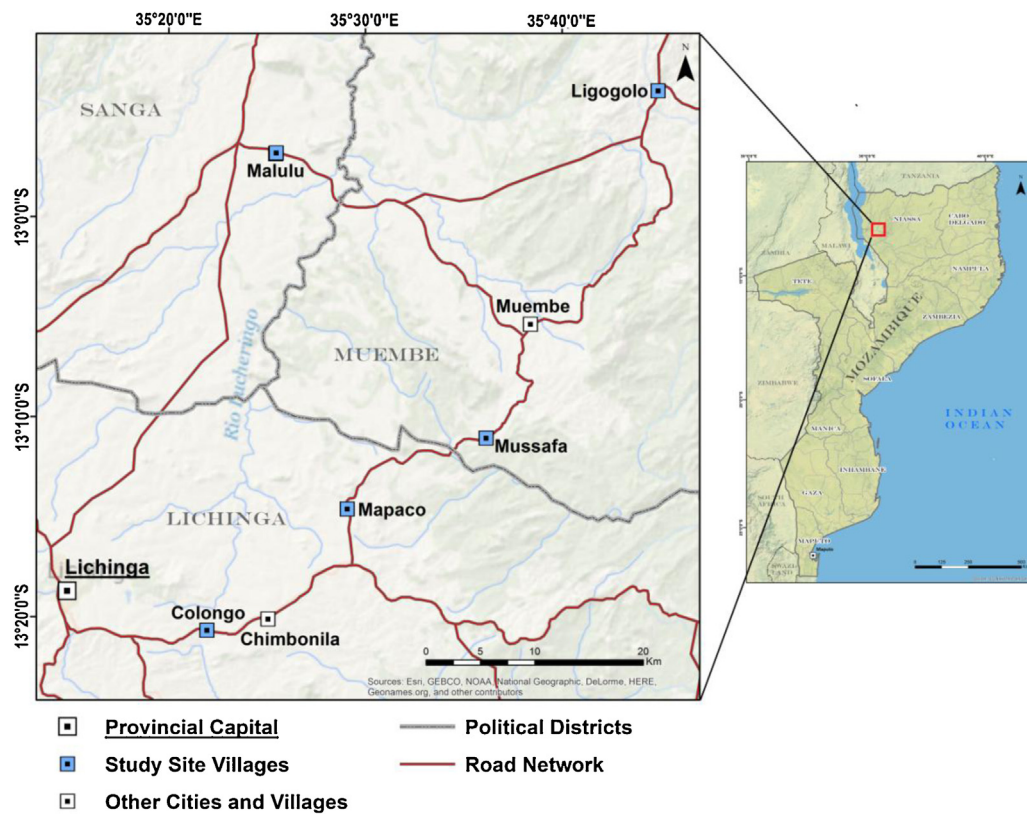 35°20'0"E
35°30'0"E
35°40'0"E
13°0'0"S
13°10'0"S
13°20'0"S
N
SANGA
Ligogolo
Malulu
Muembe
MUEMBE
Rio Lucheringo
Mussafa
Mapaco
LICHINGA
Lichinga
Colongo
Chimbonila
0 5 10 20
Km
Sources: Esri, GEBCO, NOAA, National Geographic, DeLorme, HERE,
Geonames.org, and other contributors
TANZANIA
N
NIASSA
CABO
DELGADO
ZAMBIA
MALAWI
NAMPULA
TETE
ZAMBEZIA
MOZAMBIQUE
ZIMBABWE
SOFALA
MANICA
INDIAN
OCEAN
INHAMBANE
GAZA
SOUTH
AFRICA
MAPUTO
Maputo
SWAZI
LAND
Provincial Capital
Political Districts
Study Site Villages
Road Network
Other Cities and Villages